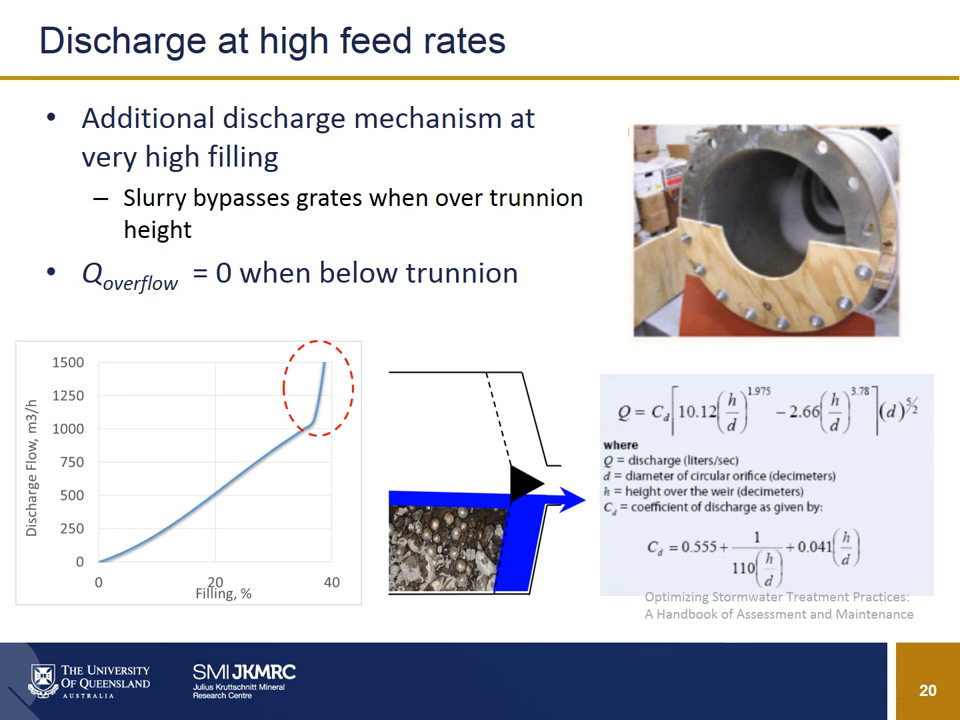 Discharge at high feed rates
• Additional discharge mechanism at
very high filling
– Slurry bypasses grates when over trunnion
height
• Qoverflow = 0 when below trunnion
Discharge Flow, m3/h
1500
1250
1000
750
500
250
0
0 20 40
Filling, %
Q = Cd [10.12(h/d)^1.975 − 2.66(h/d)^3.78](d)^5/2
where
Q = discharge (liters/sec)
d = diameter of circular orifice (decimeters)
h = height over the weir (decimeters)
Cd = coefficient of discharge as given by:
Cd = 0.555 + 1/(110(h/d)) + 0.041(h/d)
Optimizing Stormwater Treatment Practices:
A Handbook of Assessment and Maintenance
THE UNIVERSITY
OF QUEENSLAND
AUSTRALIA
SMI JKMRC
Julius Kruttschnitt Mineral
Research Centre
20